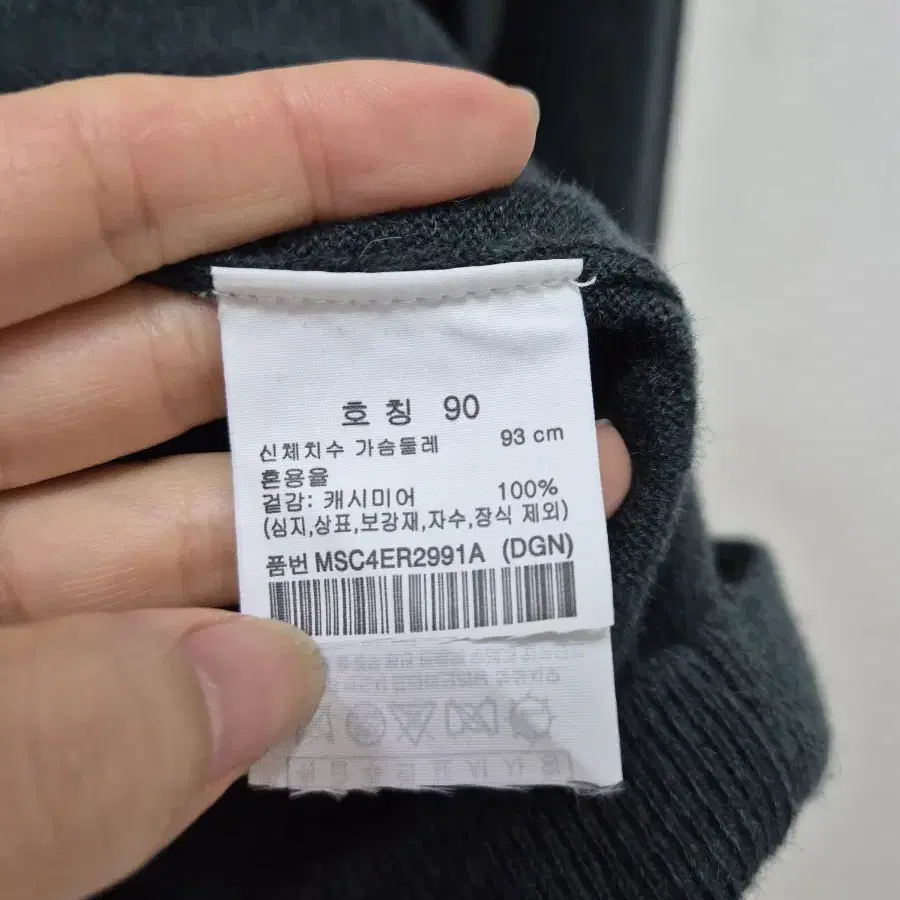 호 칭 90
신체치수 가슴둘레 93 cm
혼용율
겉감: 캐시미어 100%
(심지,상표,보강재,자수,장식 제외)
품번 MSC4ER2991A (DGN)